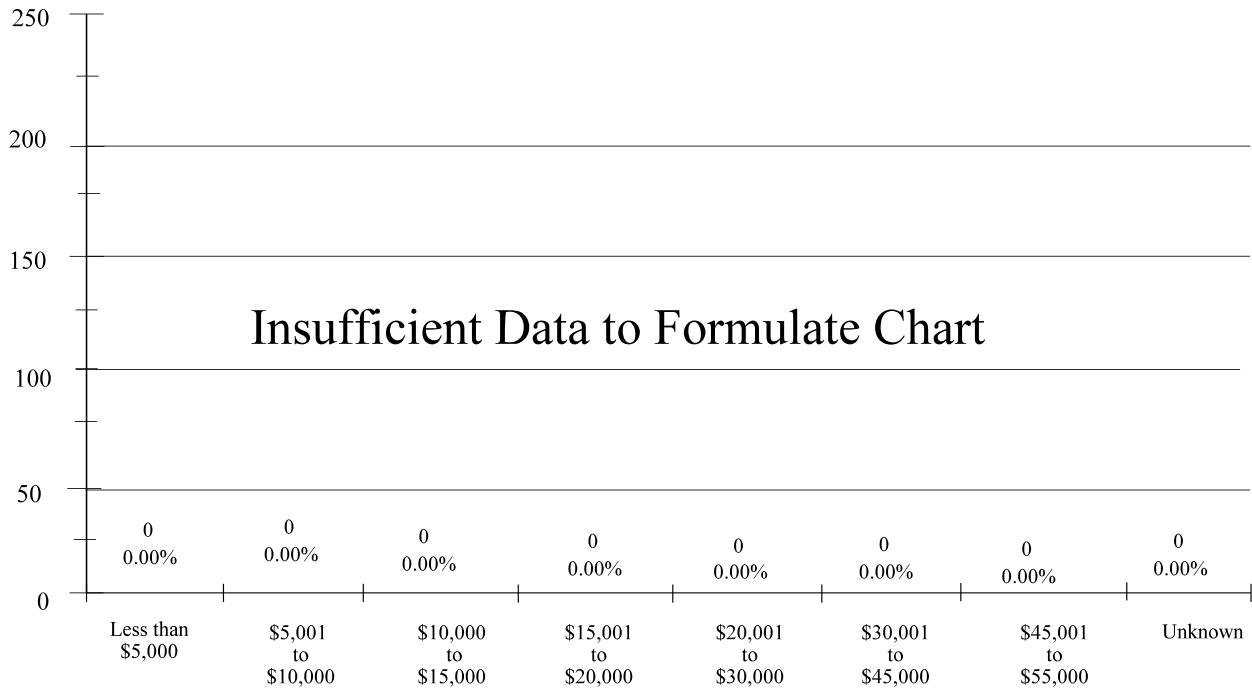 250
200
150
Insufficient Data to Formulate Chart
100
50
0 0 0 0 0 0 0 0
0.00% 0.00% 0.00% 0.00% 0.00% 0.00% 0.00% 0.00%
0
Less than $5,001 $10,000 $15,001 $20,001 $30,001 $45,001 Unknown
$5,000 to to to to to to
$10,000 $15,000 $20,000 $30,000 $45,000 $55,000